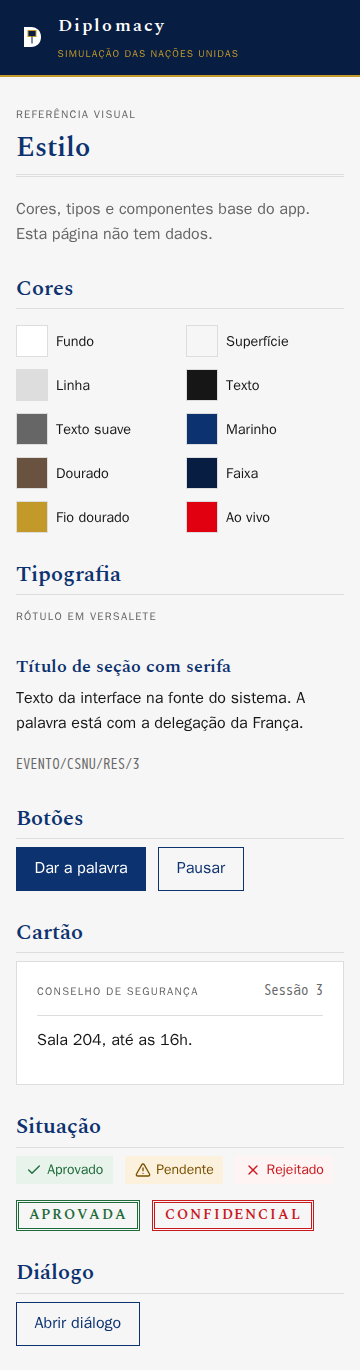 Diplomacy
SIMULAÇÃO DAS NAÇÕES UNIDAS
REFERÊNCIA VISUAL
Estilo
Cores, tipos e componentes base do app.
Esta página não tem dados.
Cores
Fundo
Superfície
Linha
Texto
Texto suave
Marinho
Dourado
Faixa
Fio dourado
Ao vivo
Tipografia
RÓTULO EM VERSALETE
Título de seção com serifa
Texto da interface na fonte do sistema. A
palavra está com a delegação da França.
EVENTO/CSNU/RES/3
Botões
Dar a palavra
Pausar
Cartão
CONSELHO DE SEGURANÇA
Sessão 3
Sala 204, até as 16h.
Situação
Aprovado
Pendente
Rejeitado
APROVADA
CONFIDENCIAL
Diálogo
Abrir diálogo